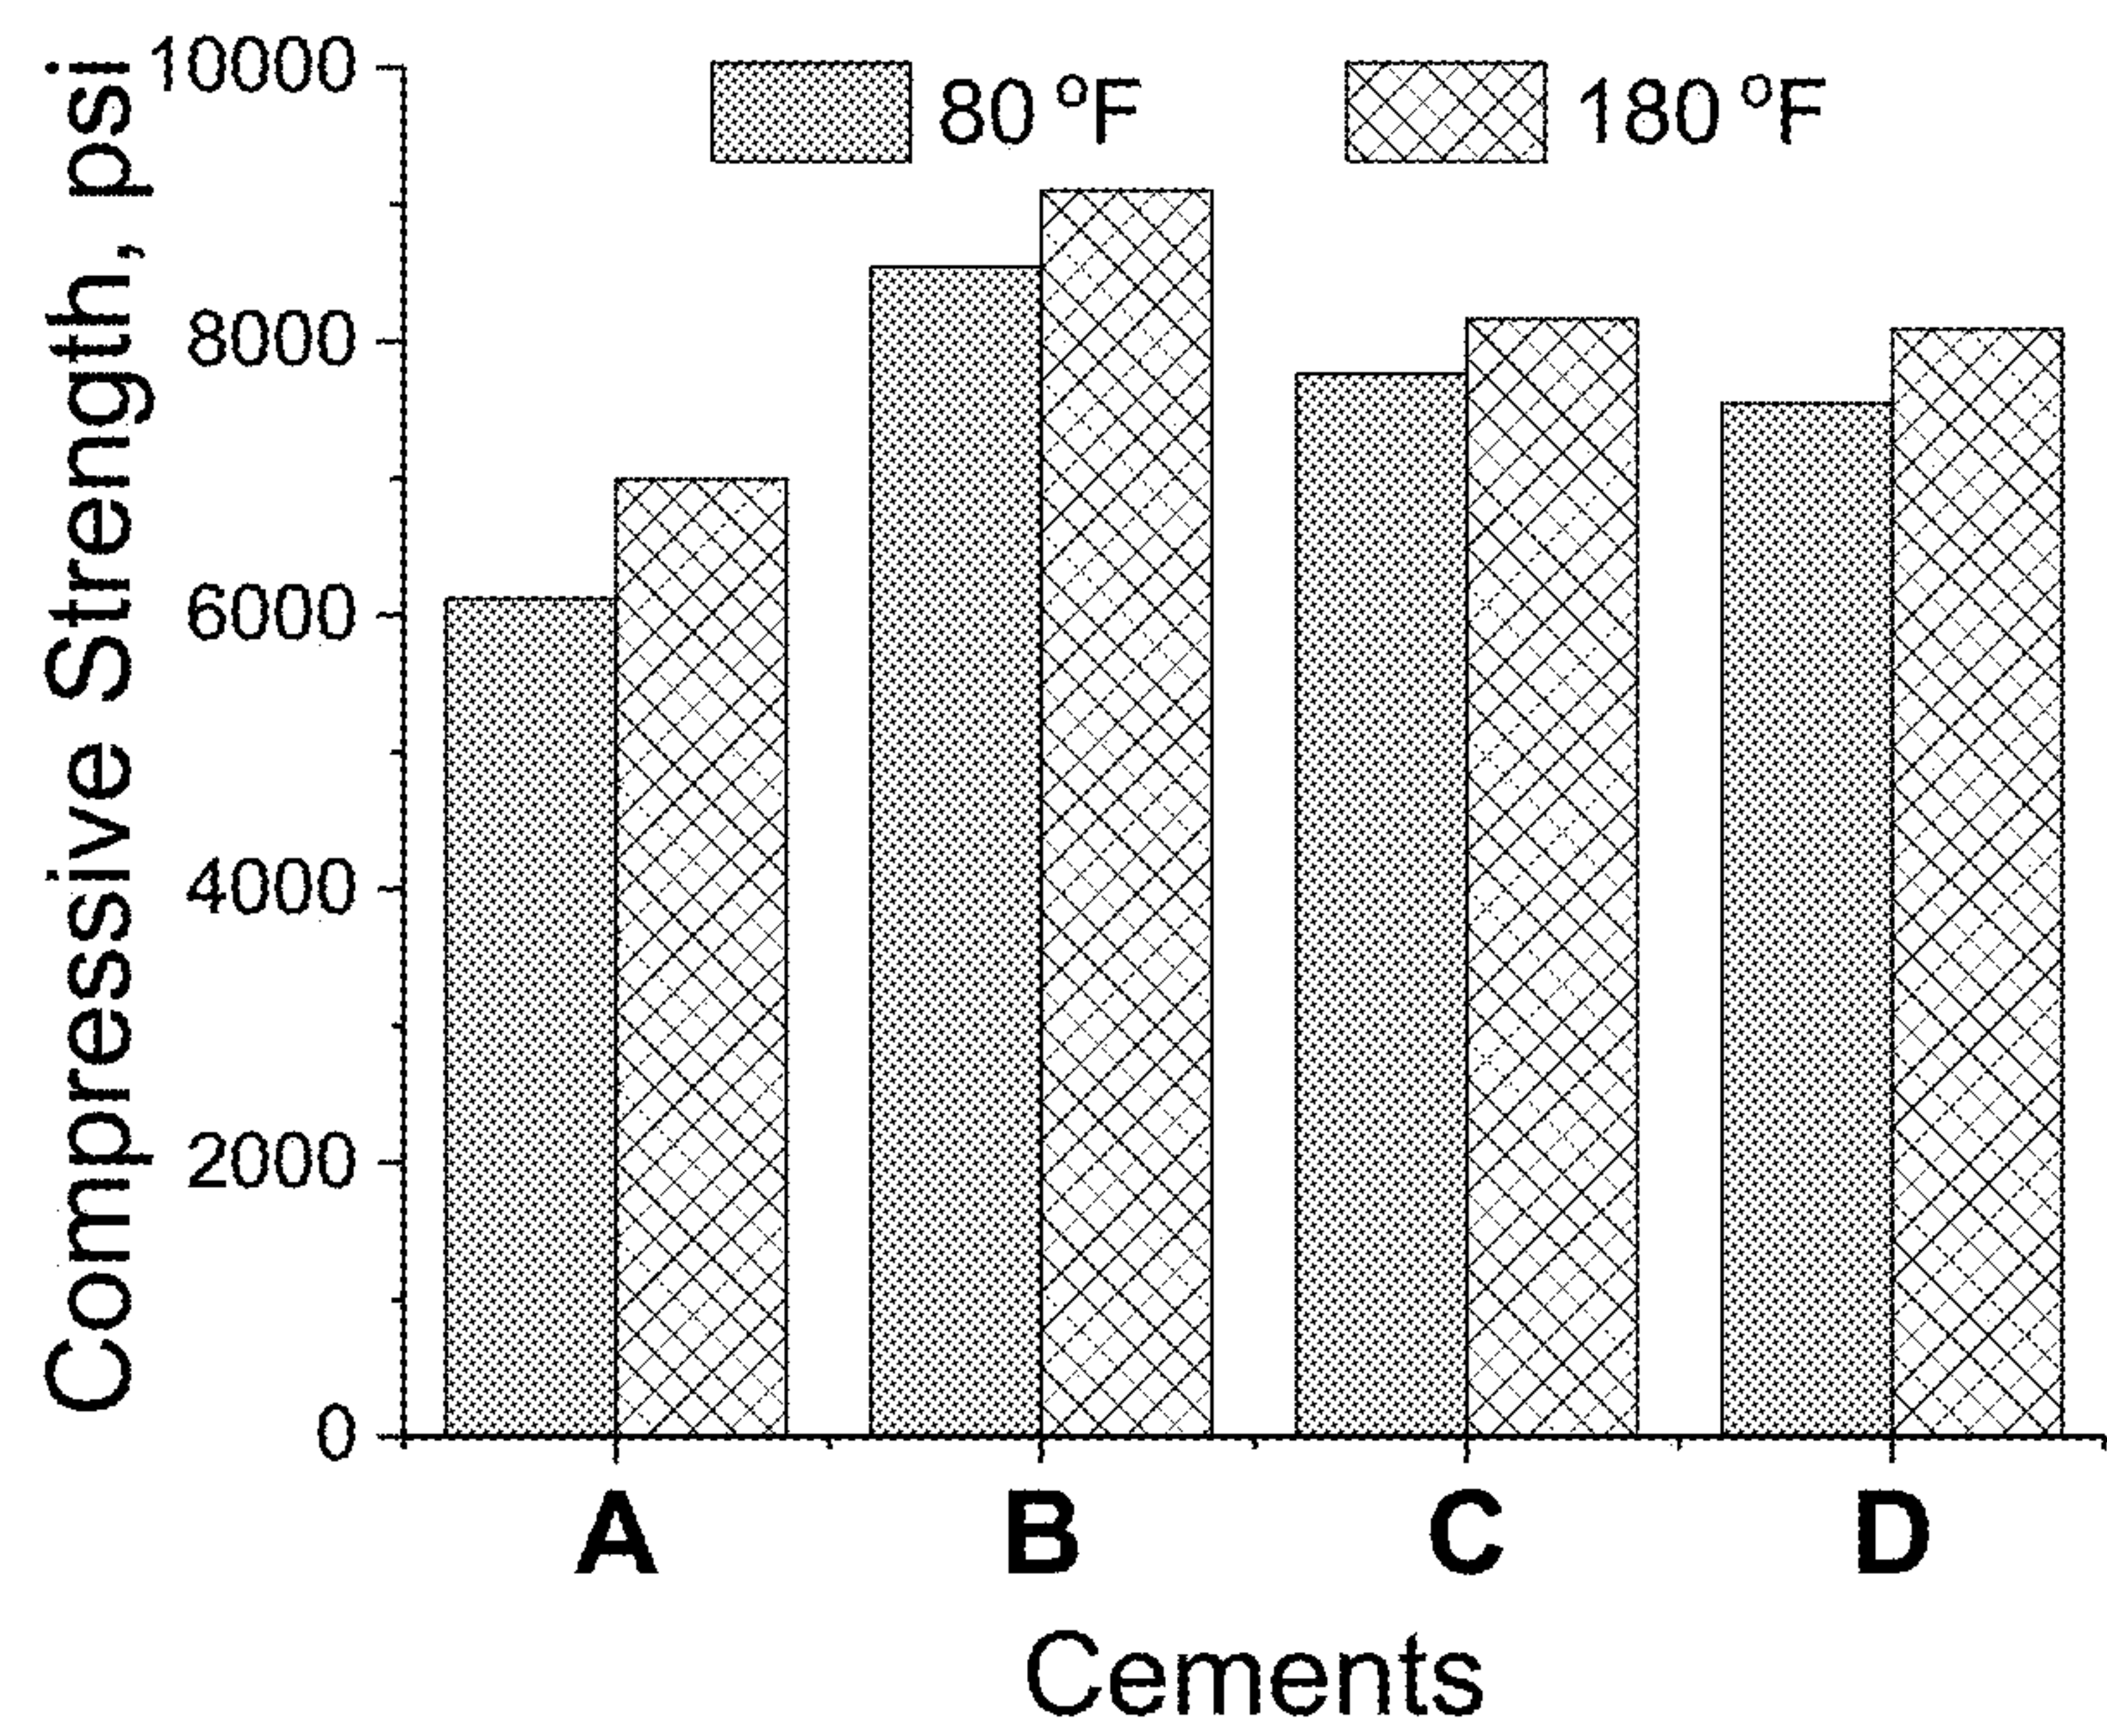 Compressive Strength, psi
10000
8000
6000
4000
2000
0
80 °F
180 °F
A
B
C
D
Cements